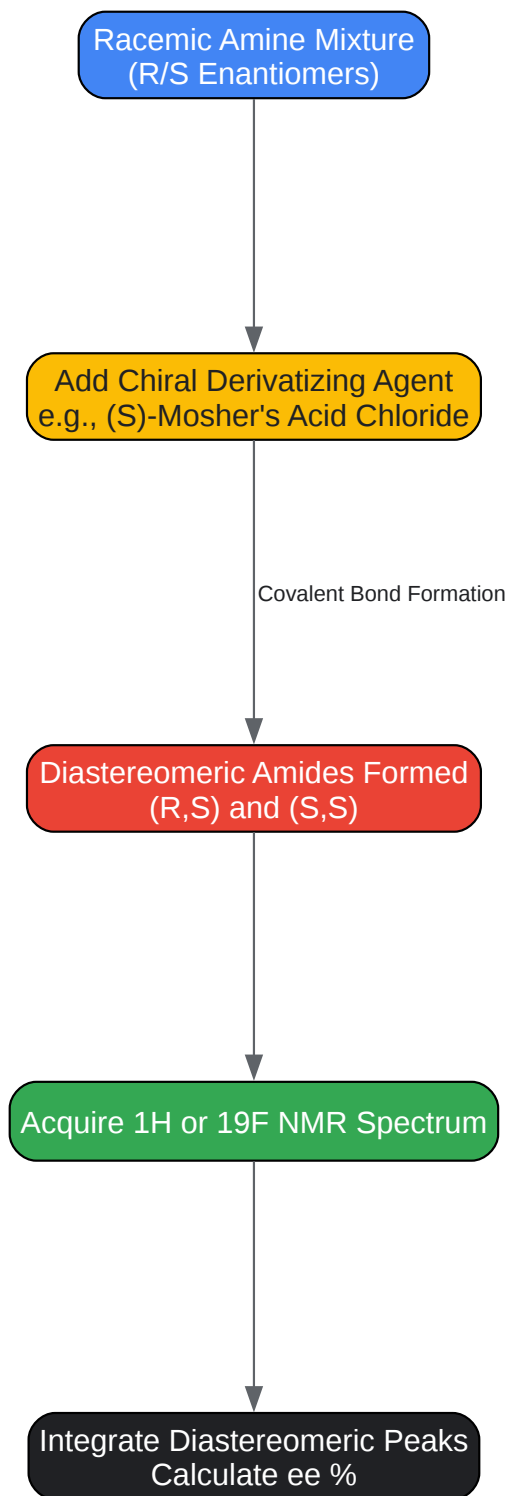 Racemic Amine Mixture
(R/S Enantiomers)
Add Chiral Derivatizing Agent
e.g., (S)-Mosher's Acid Chloride
Covalent Bond Formation
Diastereomeric Amides Formed
(R,S) and (S,S)
Acquire 1H or 19F NMR Spectrum
Integrate Diastereomeric Peaks
Calculate ee %